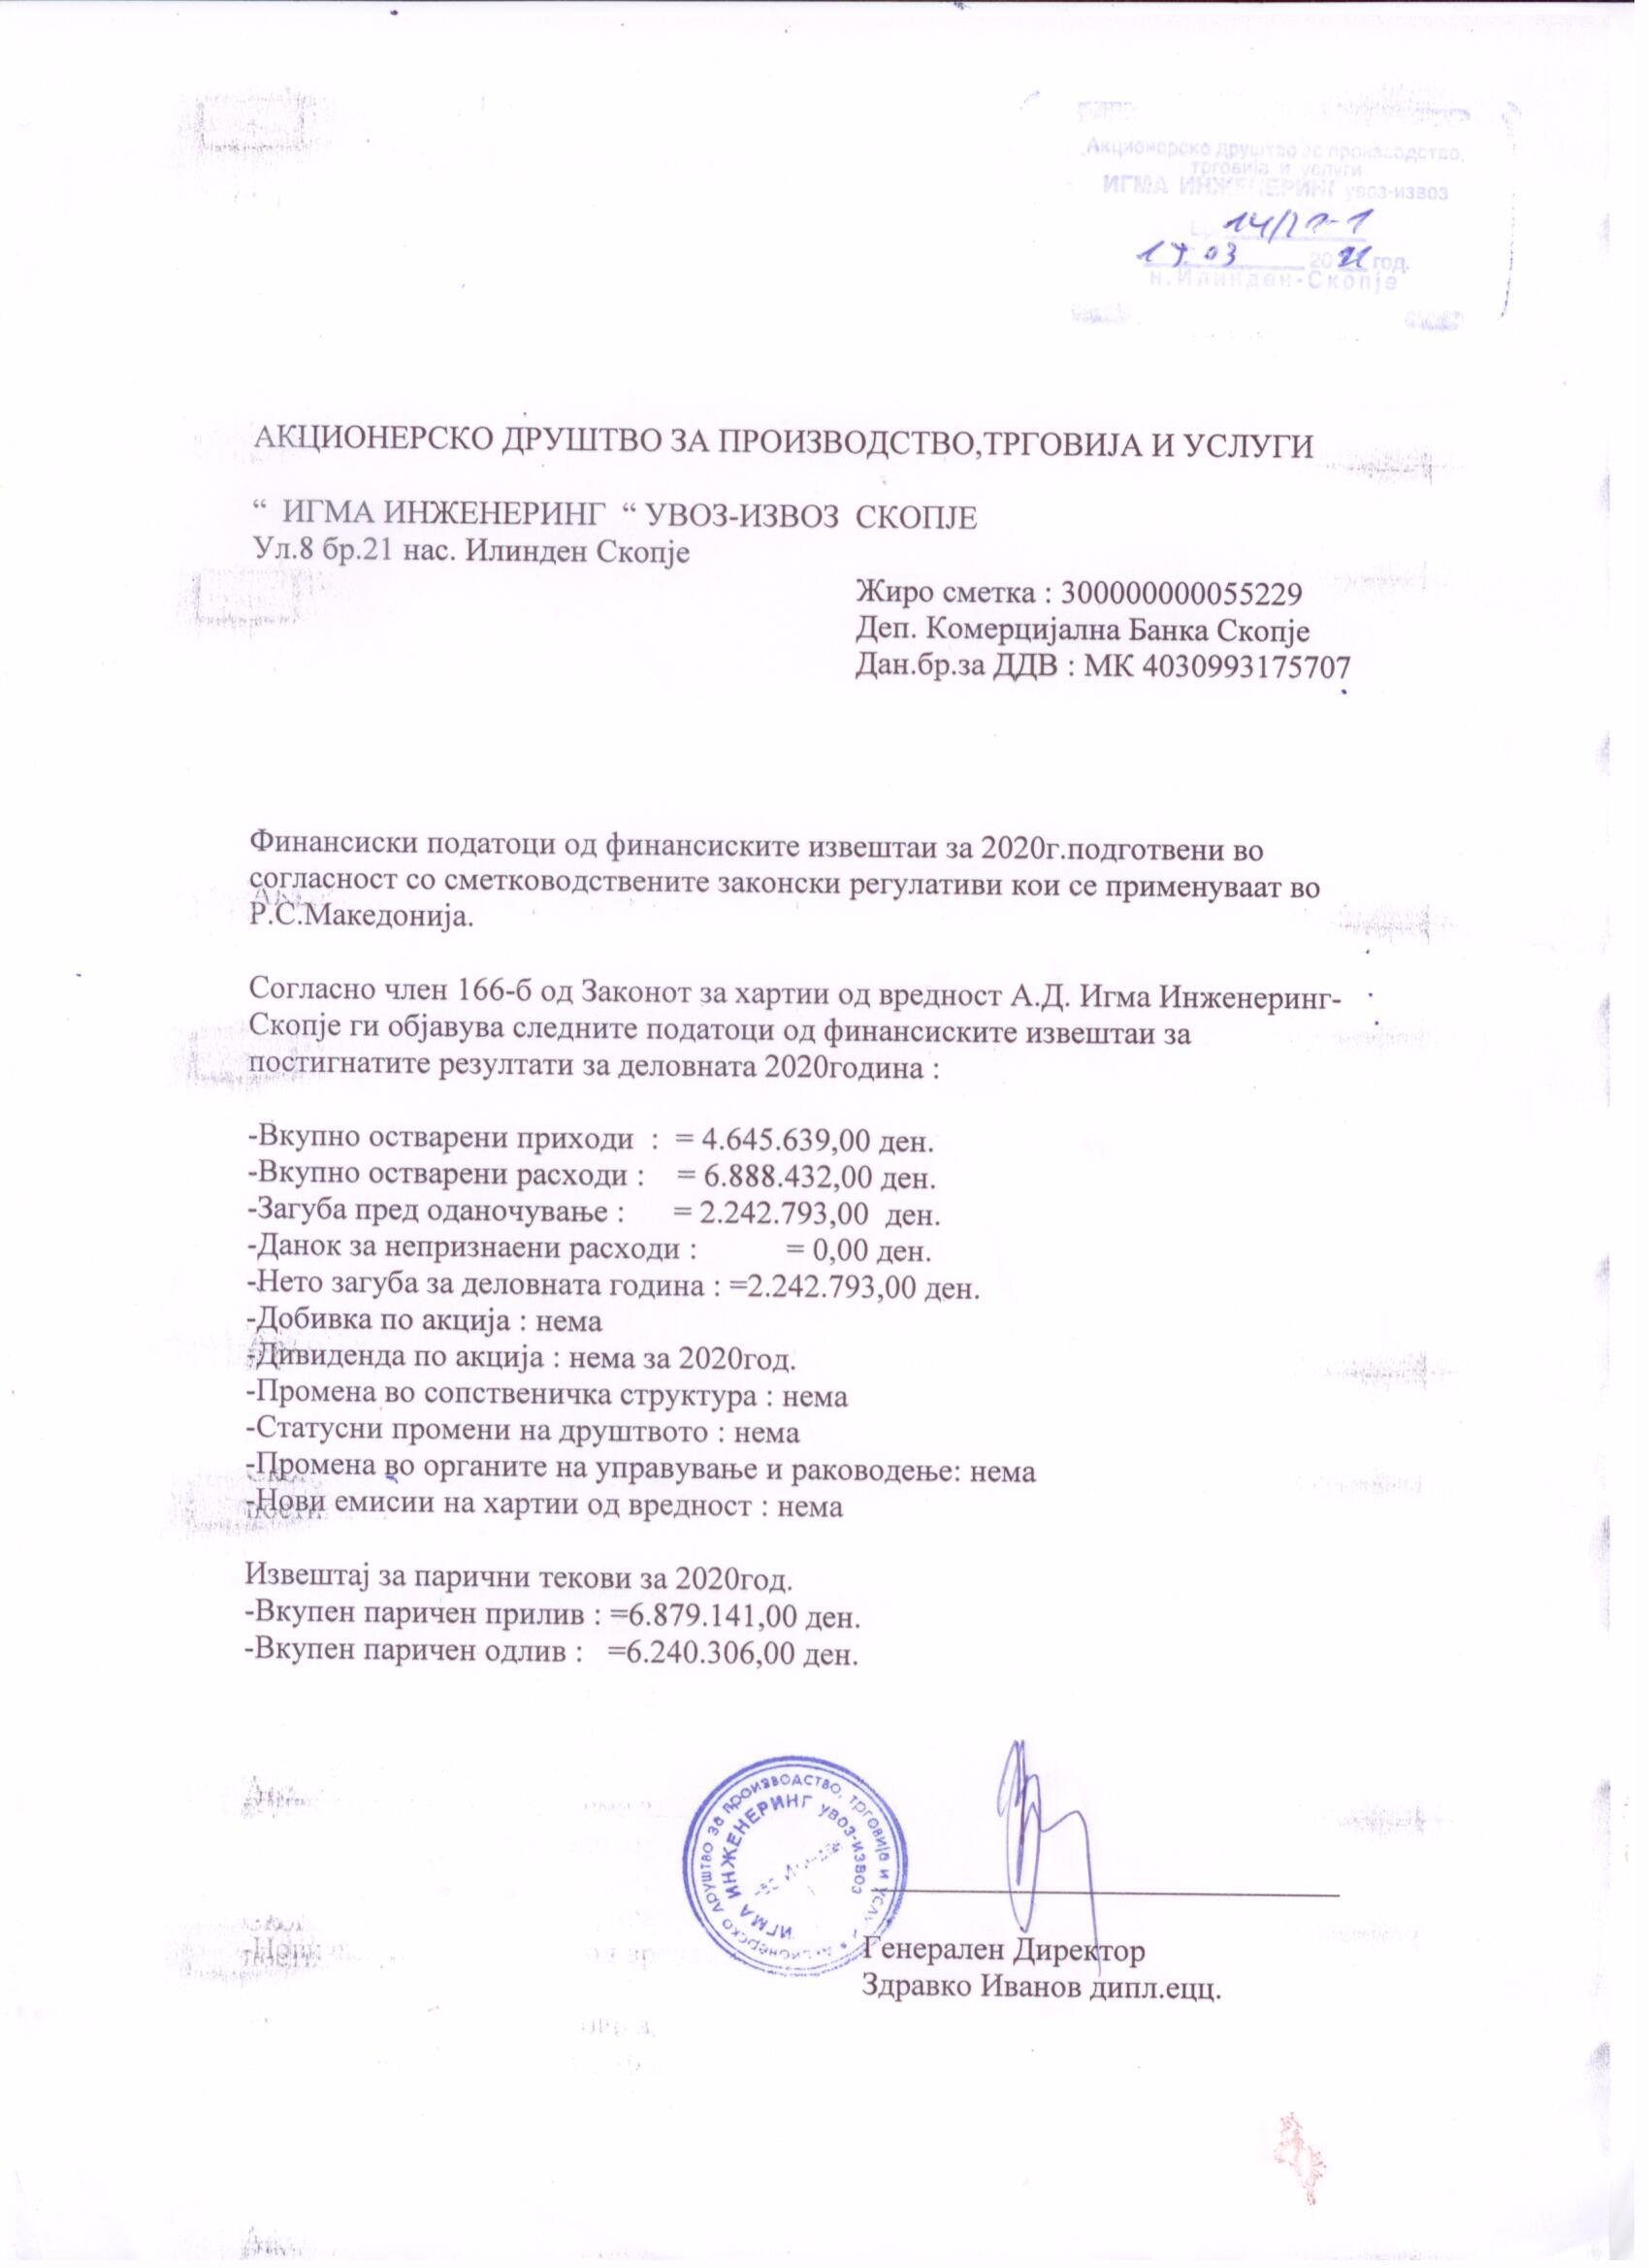 Акционерско друштво за производство,
трговија и услуги
ИГМА ИНЖЕНЕРИНГ увоз-извоз
03 20 21 год.
н.Илинден-Скопје
АКЦИОНЕРСКО ДРУШТВО ЗА ПРОИЗВОДСТВО,ТРГОВИЈА И УСЛУГИ
“ ИГМА ИНЖЕНЕРИНГ “ УВОЗ-ИЗВОЗ СКОПЈЕ
Ул.8 бр.21 нас. Илинден Скопје
Жиро сметка : 300000000055229
Деп. Комерцијална Банка Скопје
Дан.бр.за ДДВ : МК 4030993175707
Финансиски податоци од финансиските извештаи за 2020г.подготвени во
согласност со сметководствените законски регулативи кои се применуваат во
Р.С.Македонија.
Согласно член 166-б од Законот за хартии од вредност А.Д. Игма Инженеринг-
Скопје ги објавува следните податоци од финансиските извештаи за
постигнатите резултати за деловната 2020година :
-Вкупно остварени приходи : = 4.645.639,00 ден.
-Вкупно остварени расходи : = 6.888.432,00 ден.
-Загуба пред оданочување : = 2.242.793,00 ден.
-Данок за непризнаени расходи : = 0,00 ден.
-Нето загуба за деловната година : =2.242.793,00 ден.
-Добивка по акција : нема
-Дивиденда по акција : нема за 2020год.
-Промена во сопственичка структура : нема
-Статусни промени на друштвото : нема
-Промена во органите на управување и раководење: нема
-Нови емисии на хартии од вредност : нема
Извештај за парични текови за 2020год.
-Вкупен паричен прилив : =6.879.141,00 ден.
-Вкупен паричен одлив : =6.240.306,00 ден.
Акционерско друштво за производство, трговија и
ИГМА ИНЖЕНЕРИНГ увоз-извоз
Генерален Директор
Здравко Иванов дипл.ецц.